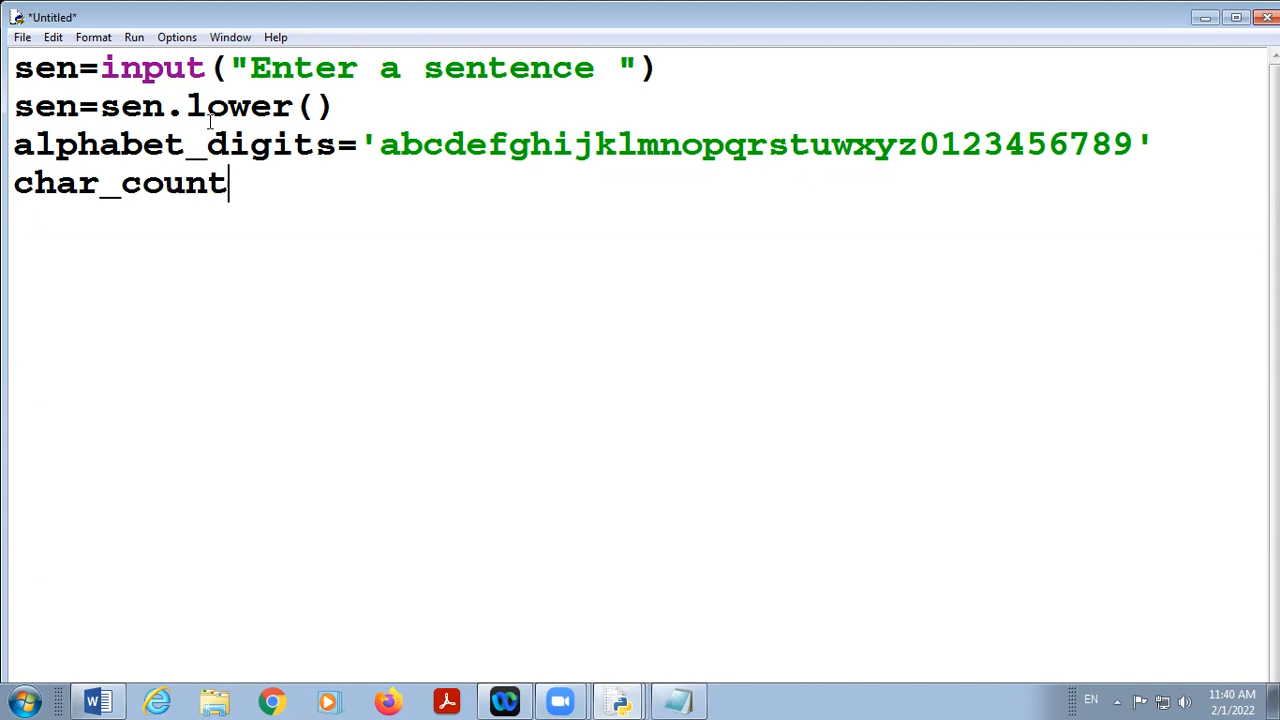 *Untitled*
File Edit Format Run Options Window Help
sen=input("Enter a sentence ")
sen=sen.lower()
alphabet_digits='abcdefghijklmnopqrstuwxyz0123456789'
char_count
EN
11:40 AM
2/1/2022